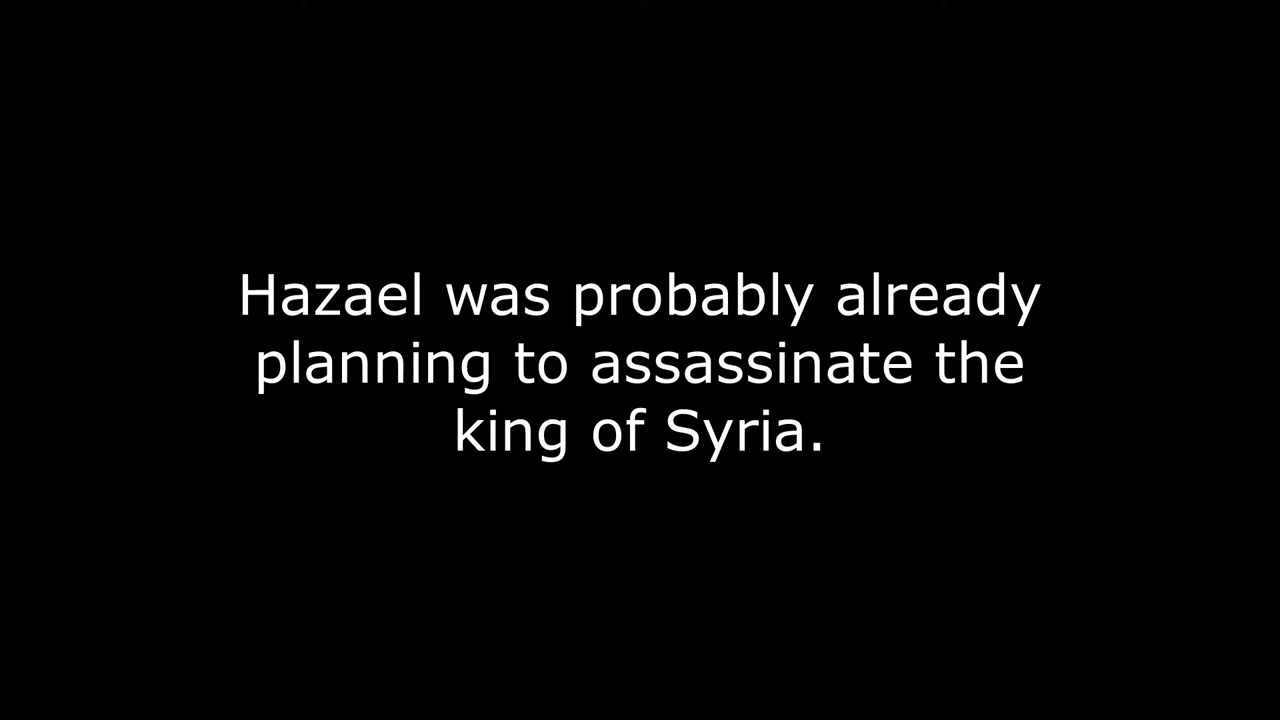 Hazael was probably already
planning to assassinate the
king of Syria.